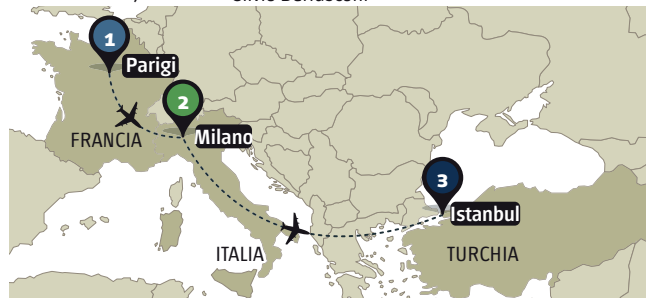 1
Parigi
2
FRANCIA
Milano
3
Istanbul
ITALIA
TURCHIA